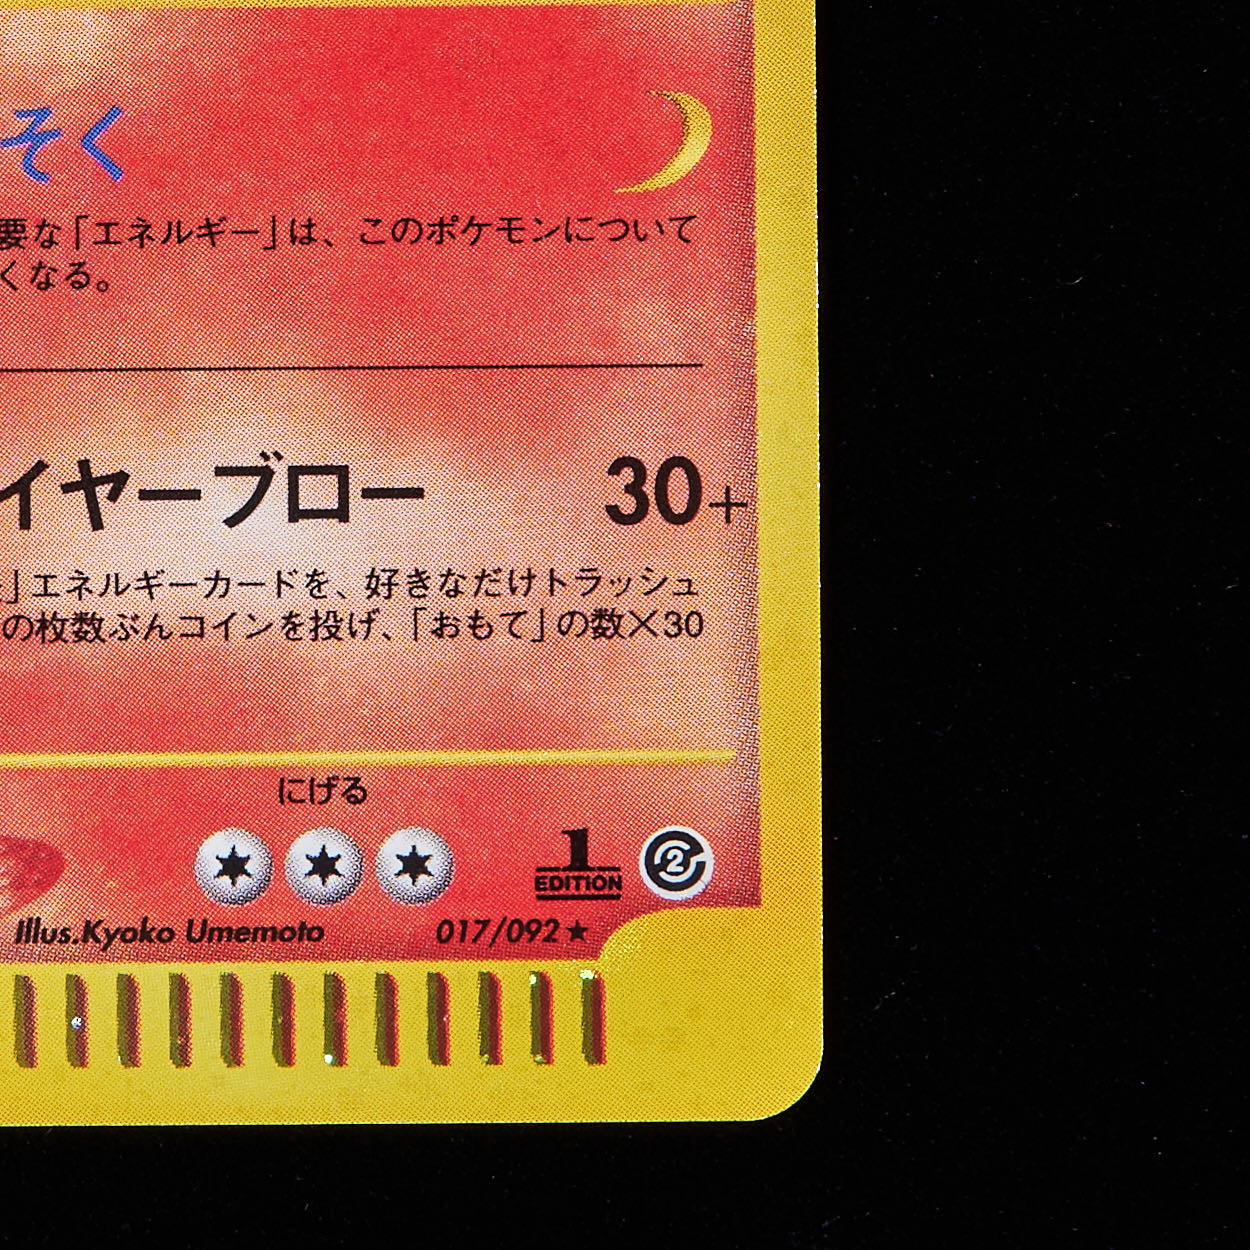 そく
要な「エネルギー」は、このポケモンについて
くなる。
イヤーブロー 30+
」エネルギーカードを、好きなだけトラッシュ
の枚数ぶんコインを投げ、「おもて」の数×30
にげる
1
EDITION
2
Illus.Kyoko Umemoto 017/092★